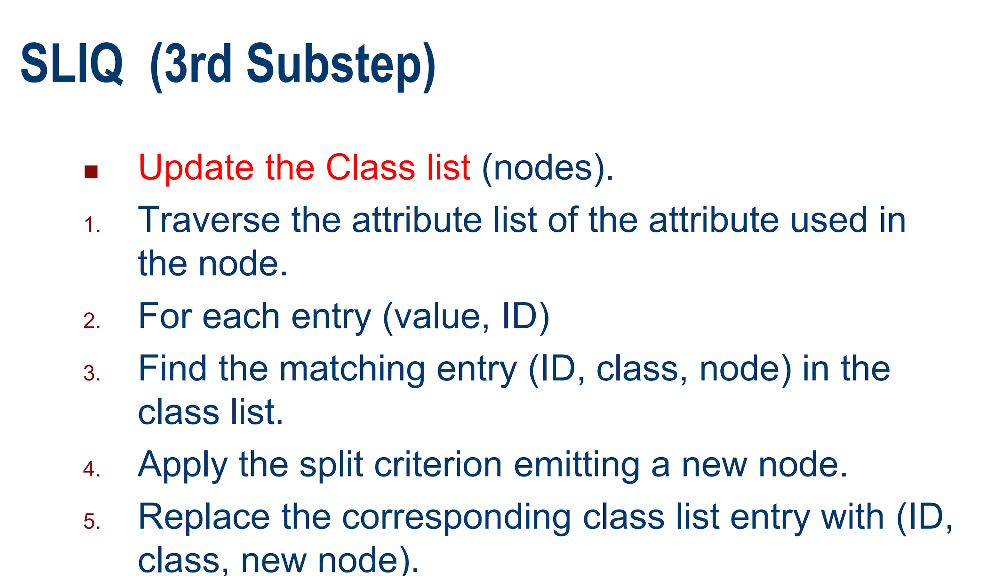 SLIQ (3rd Substep)
■ Update the Class list (nodes).
1. Traverse the attribute list of the attribute used in
the node.
2. For each entry (value, ID)
3. Find the matching entry (ID, class, node) in the
class list.
4. Apply the split criterion emitting a new node.
5. Replace the corresponding class list entry with (ID,
class, new node).